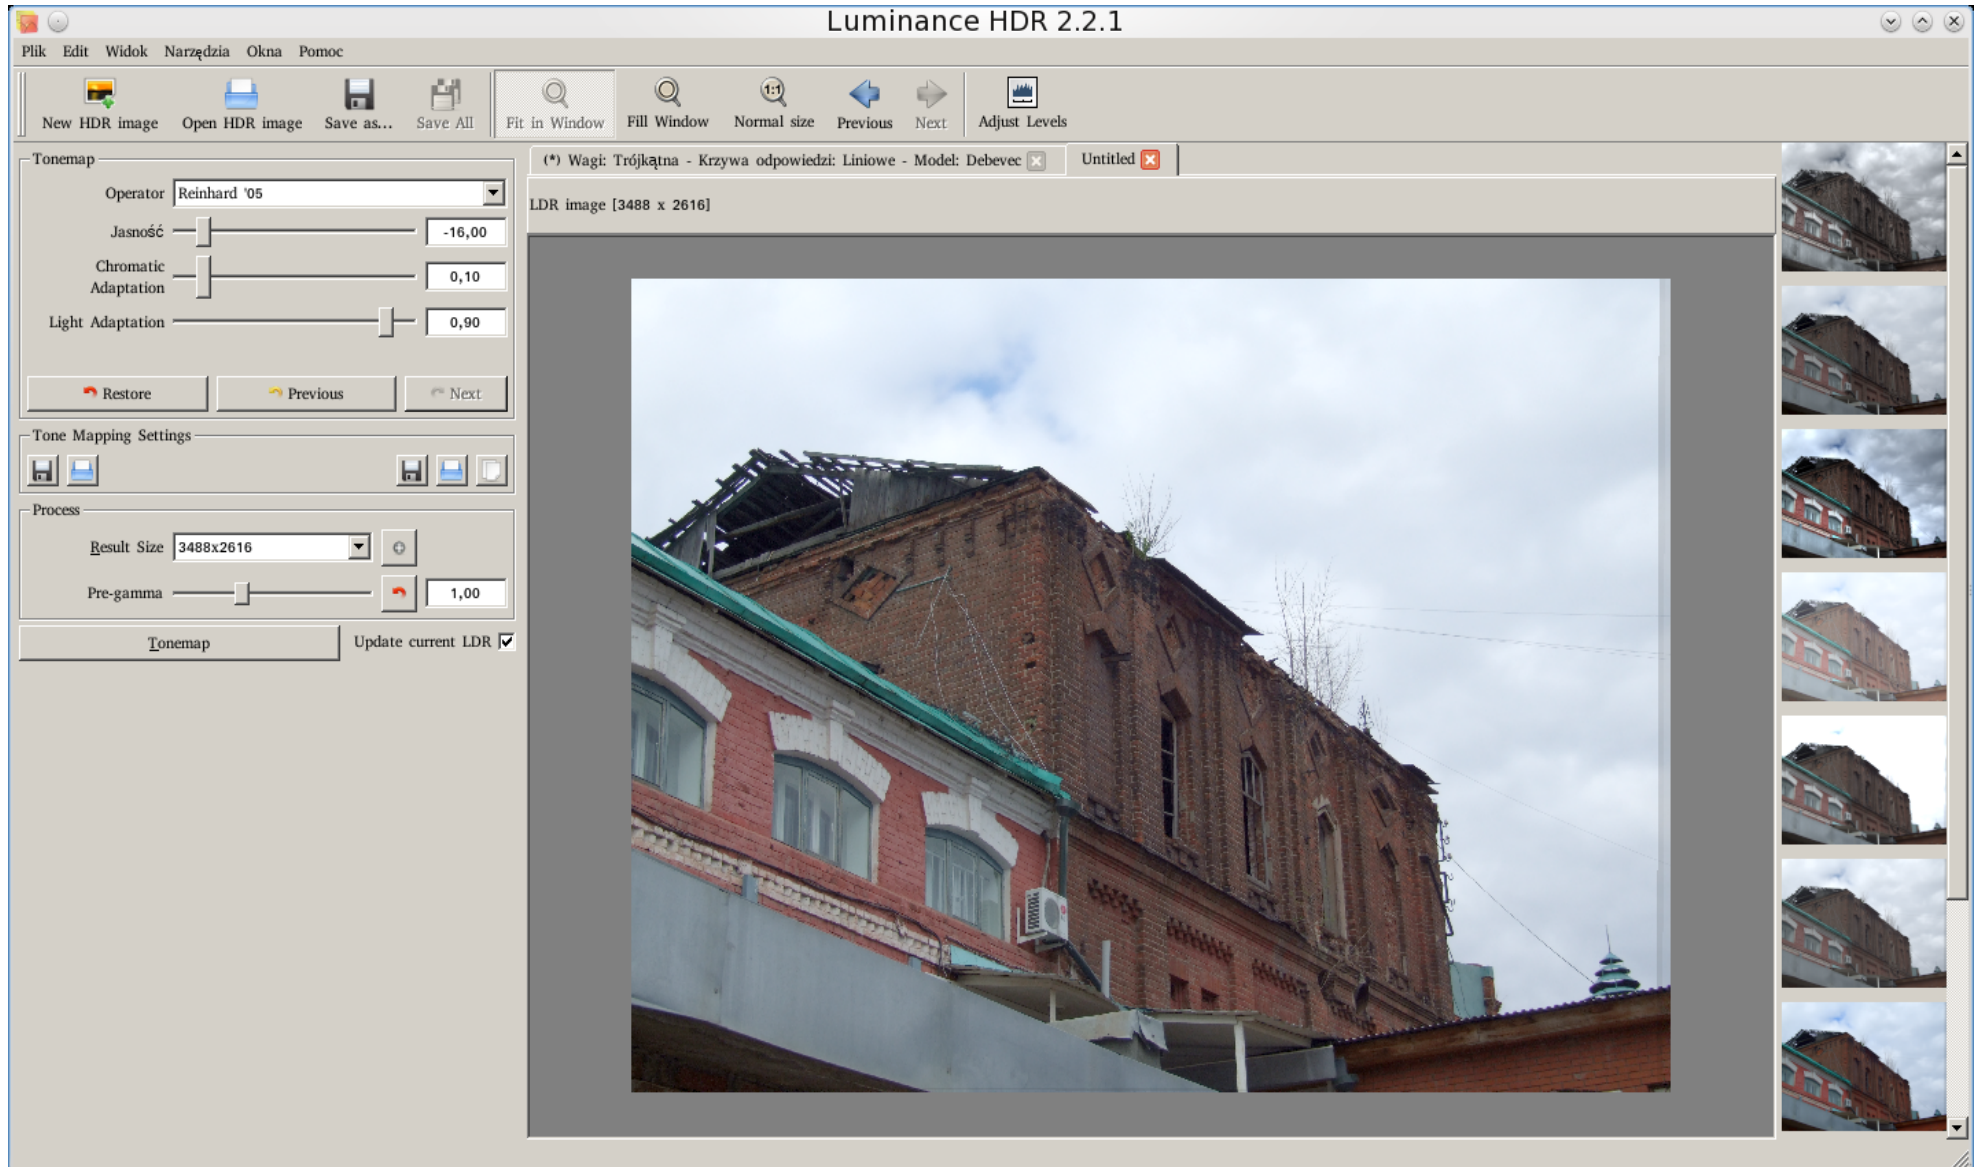 Luminance HDR 2.2.1
Plik Edit Widok Narzędzia Okna Pomoc
New HDR image Open HDR image Save as... Save All Fit in Window Fill Window 1:1 Normal size Previous Next Adjust Levels
Tonemap
Operator Reinhard '05
Jasność -16,00
Chromatic
Adaptation 0,10
Light Adaptation 0,90
Restore Previous Next
Tone Mapping Settings
Process
Result Size 3488x2616
Pre-gamma 1,00
Tonemap Update current LDR
(*) Wagi: Trójkątna - Krzywa odpowiedzi: Liniowe - Model: Debevec Untitled
LDR image [3488 x 2616]